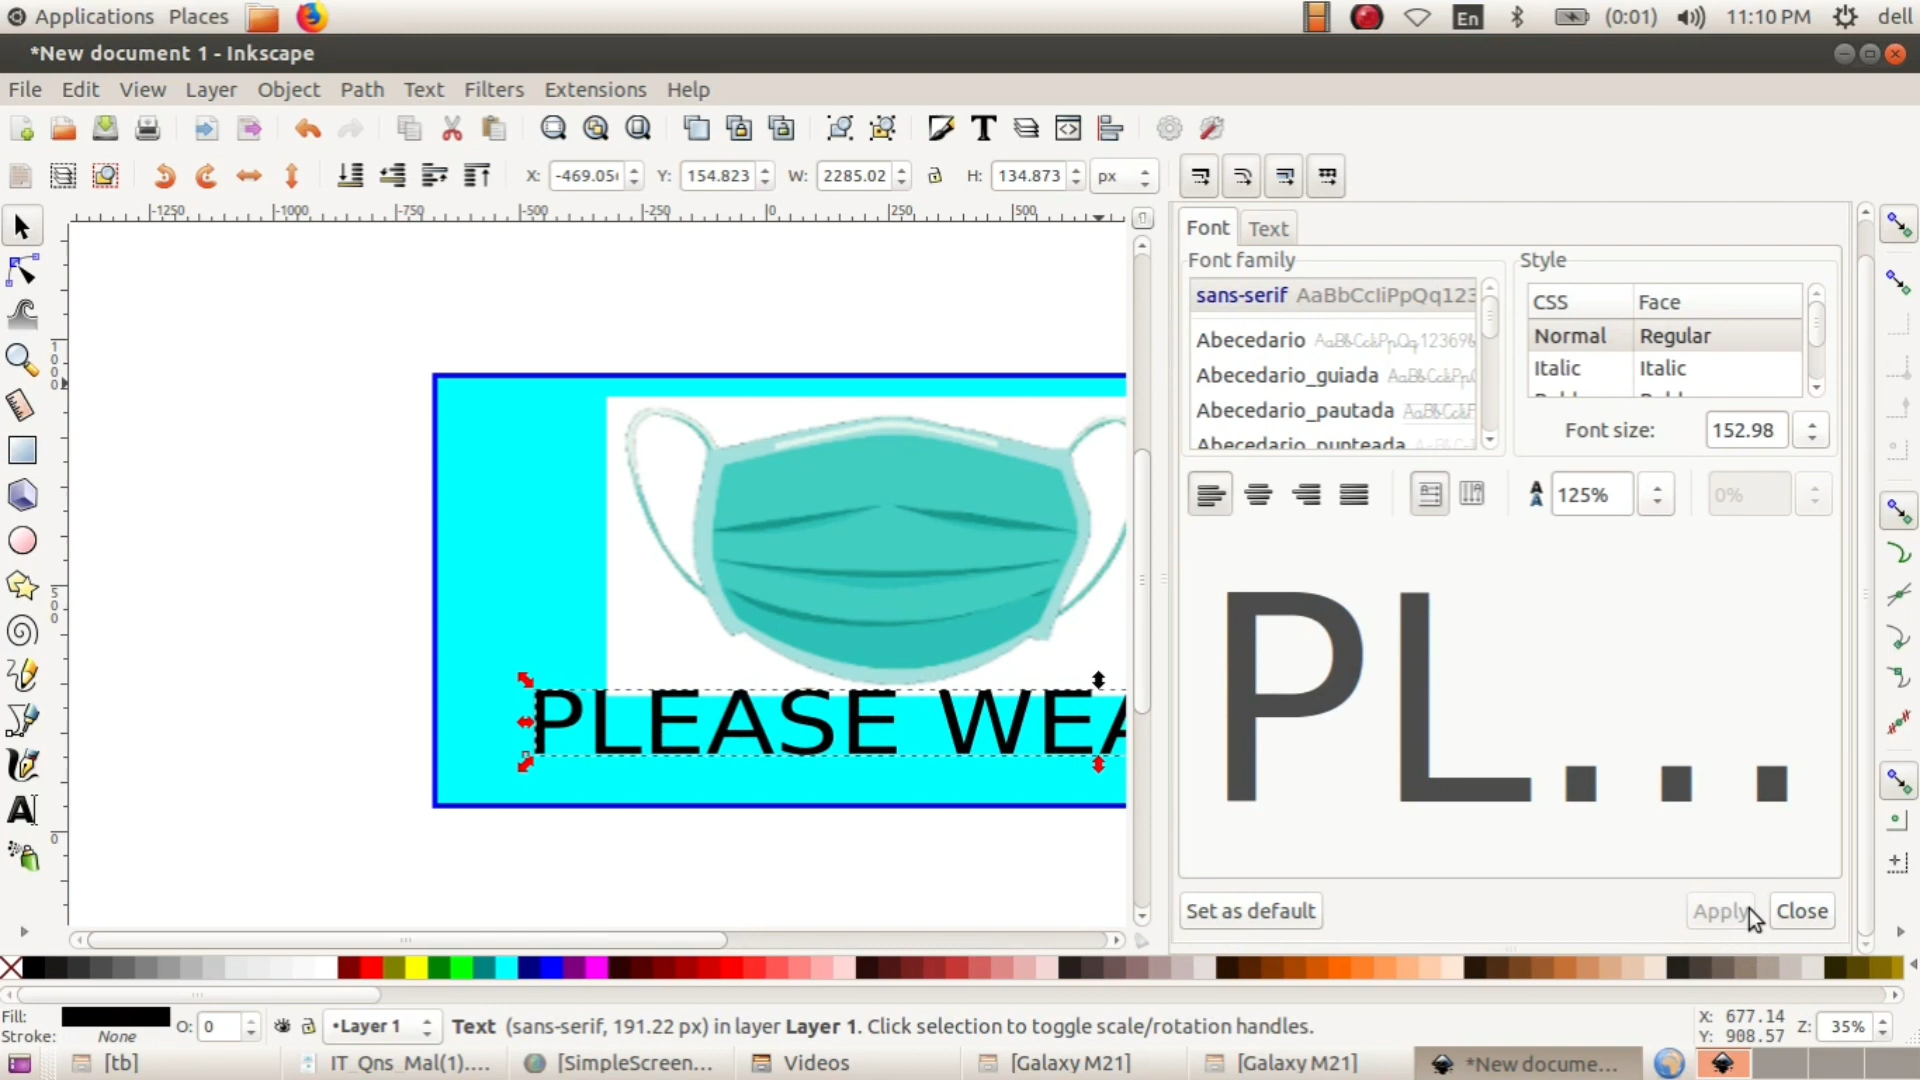 Applications Places En (0:01) 11:10 PM dell
*New document 1 - Inkscape
File Edit View Layer Object Path Text Filters Extensions Help
X: Y: 154.823 W: 2285.02 H: 134.873 px
-1250 -1000 -750 -500 -250 0 250 500
Font Text
Font family Style
sans-serif AaBbCcIiPpQq123
CSS Face
Abecedario
Normal Regular
Abecedario_guiada
Italic Italic
Abecedario_pautada
Abecedario_punteada
Font size: 152.98
125% 0%
PL...
PLEASE WEA
Set as default Apply Close
Fill:
Stroke: None
O: 0 •Layer 1 Text (sans-serif, 191.22 px) in layer Layer 1. Click selection to toggle scale/rotation handles.
X: 677.14
Y: 908.57
Z: 35%
[tb] IT_Qns_Mal(1).... [SimpleScreen... Videos [Galaxy M21] [Galaxy M21] *New docume...